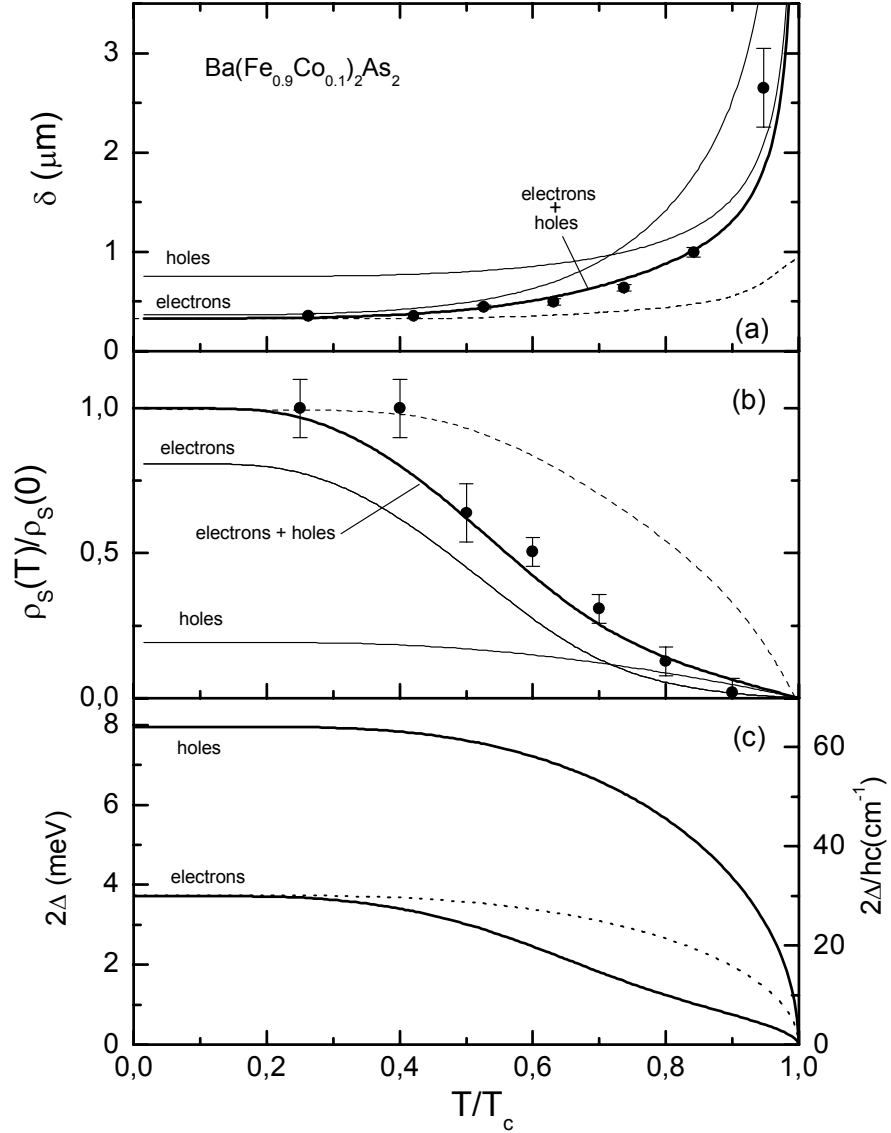 Ba(Fe0.9Co0.1)2As2
δ (μm)
3
2
1
0
electrons
+
holes
holes
electrons
(a)
ρS(T)/ρS(0)
1,0
0,5
0,0
(b)
electrons
electrons + holes
holes
(c)
2Δ (meV)
8
6
4
2
0
holes
electrons
60
40
20
0
2Δ/hc(cm-1)
0,0 0,2 0,4 0,6 0,8 1,0
T/Tc